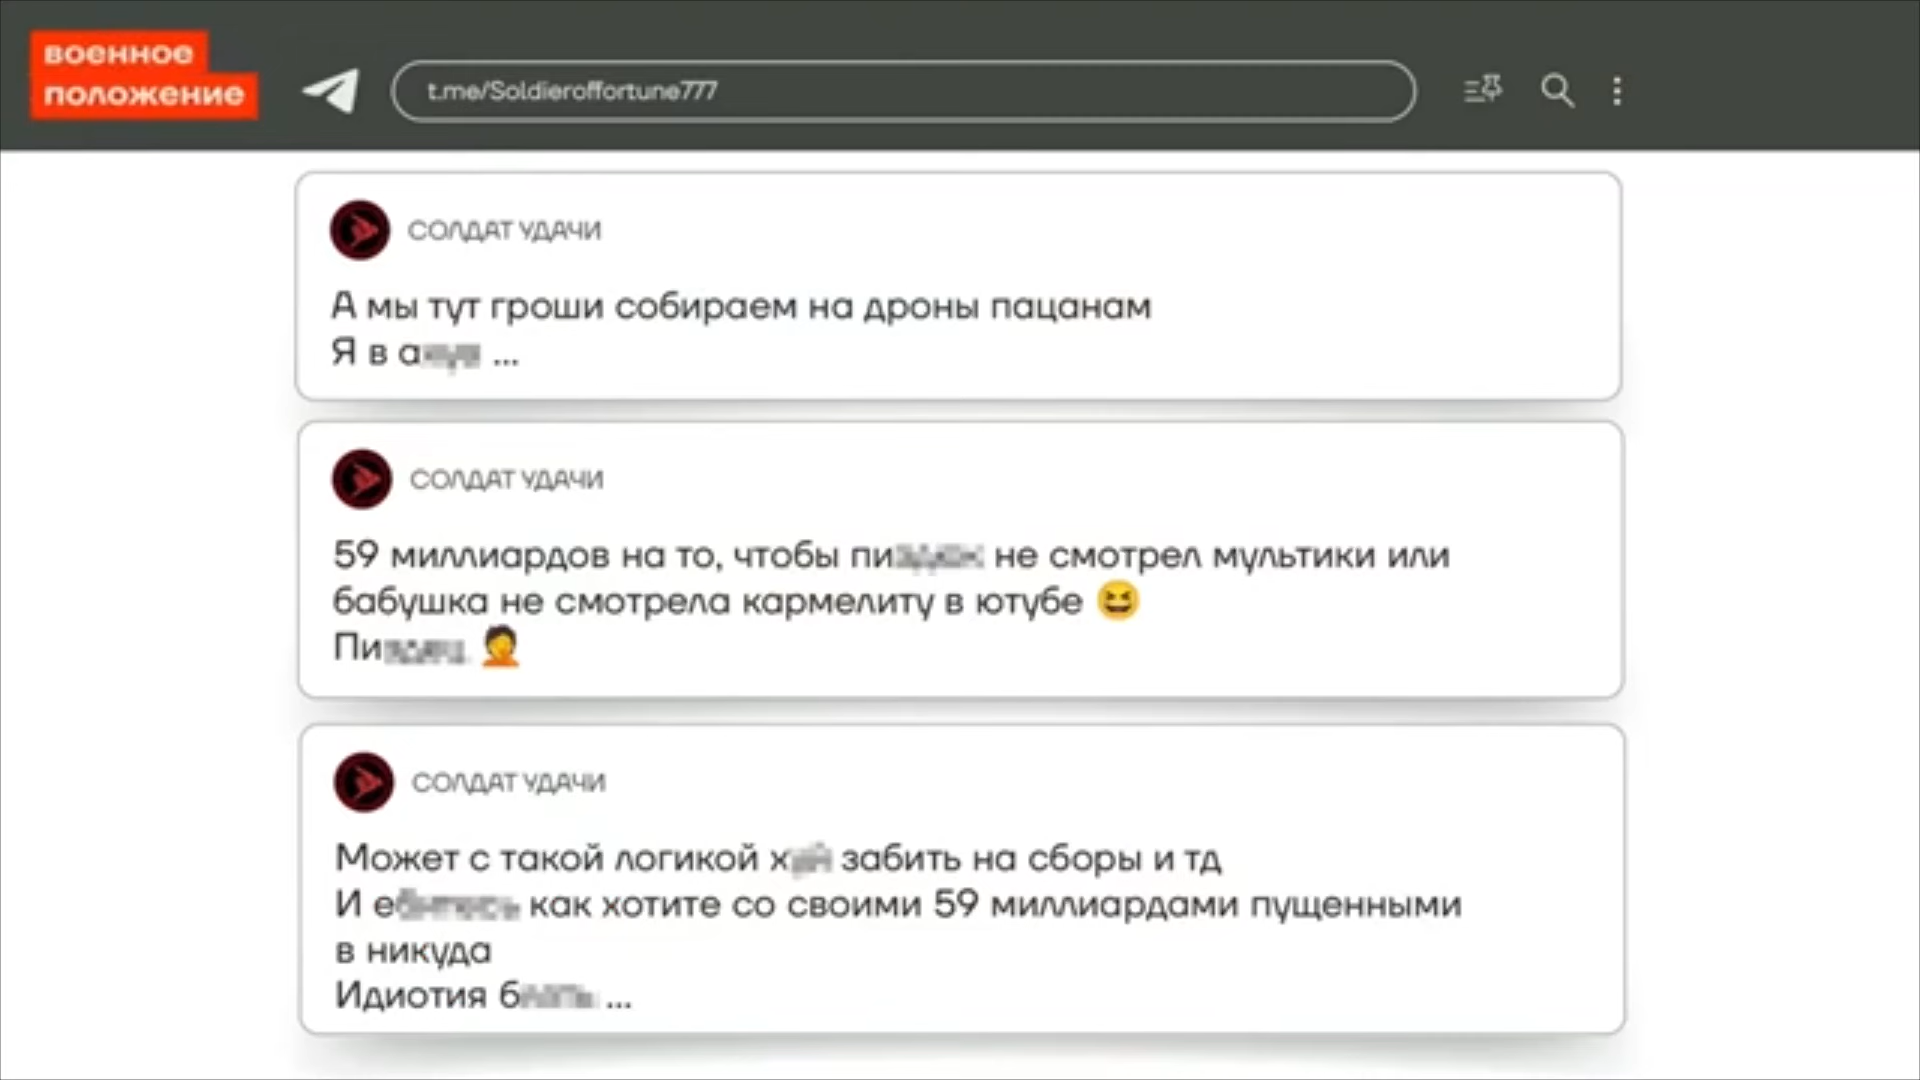 военное
положение
t.me/Soldieroffortune777
СОЛДАТ УДАЧИ
А мы тут гроши собираем на дроны пацанам
Я в а ...
СОЛДАТ УДАЧИ
59 миллиардов на то, чтобы пи не смотрел мультики или
бабушка не смотрела кармелиту в ютубе 😆
Пи 🤦
СОЛДАТ УДАЧИ
Может с такой логикой х забить на сборы и тд
И е как хотите со своими 59 миллиардами пущенными
в никуда
Идиотия б ...